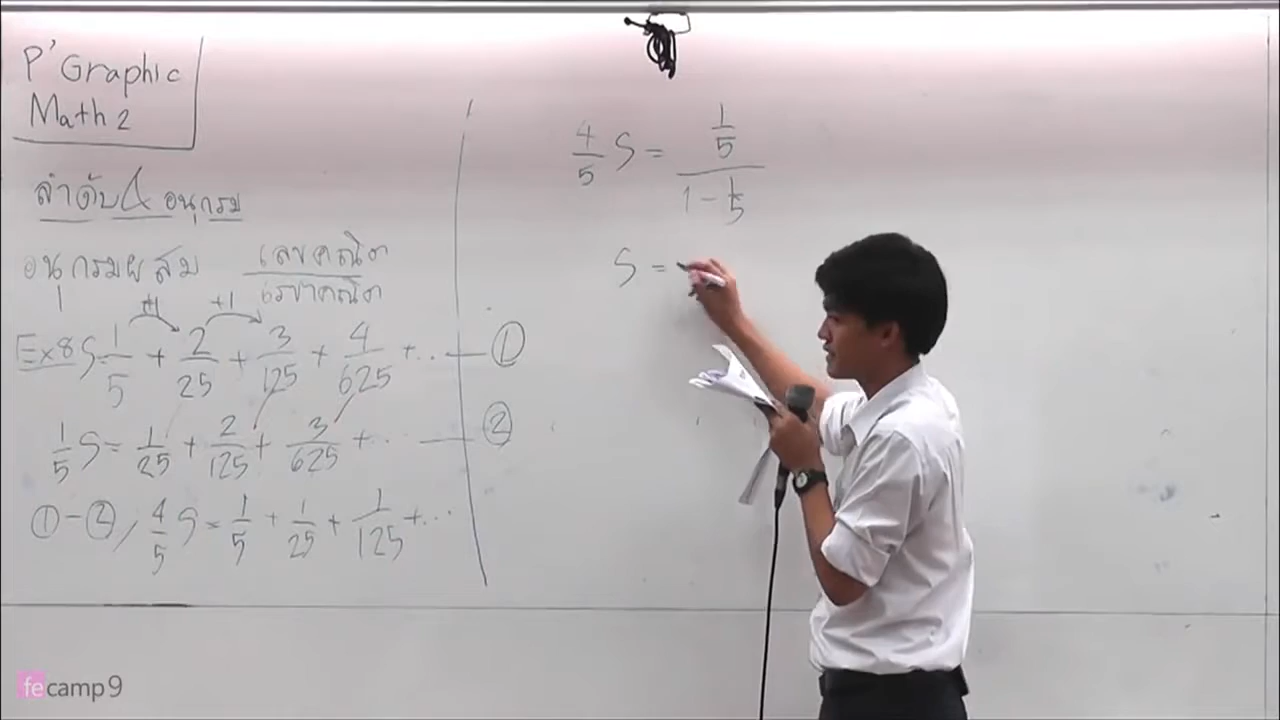 P' Graphic
Math 2
ลำดับ & อนุกรม
อนุกรมผสม เลขคณิต
เรขาคณิต
1 +1 +1
Ex8 S = 1/5 + 2/25 + 3/125 + 4/625 + ... — ①
1/5 S = 1/25 + 2/125 + 3/625 + ... — ②
① - ②, 4/5 S = 1/5 + 1/25 + 1/125 + ...
4/5 S = (1/5)/(1 - 1/5)
S =
fecamp 9